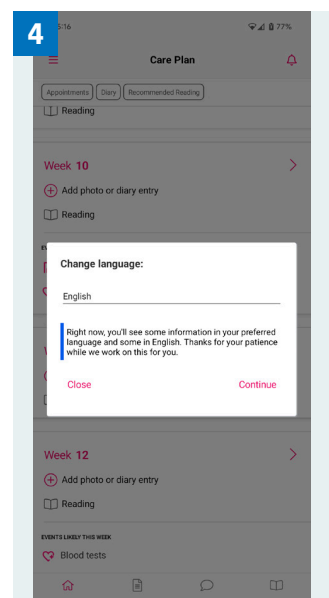 4
5:16
77%
Care Plan
Appointments
Diary
Recommended Reading
Reading
Week 10
Add photo or diary entry
Reading
Change language:
English
Right now, you'll see some information in your preferred
language and some in English. Thanks for your patience
while we work on this for you.
Close
Continue
Week 12
Add photo or diary entry
Reading
EVENTS LIKELY THIS WEEK
Blood tests